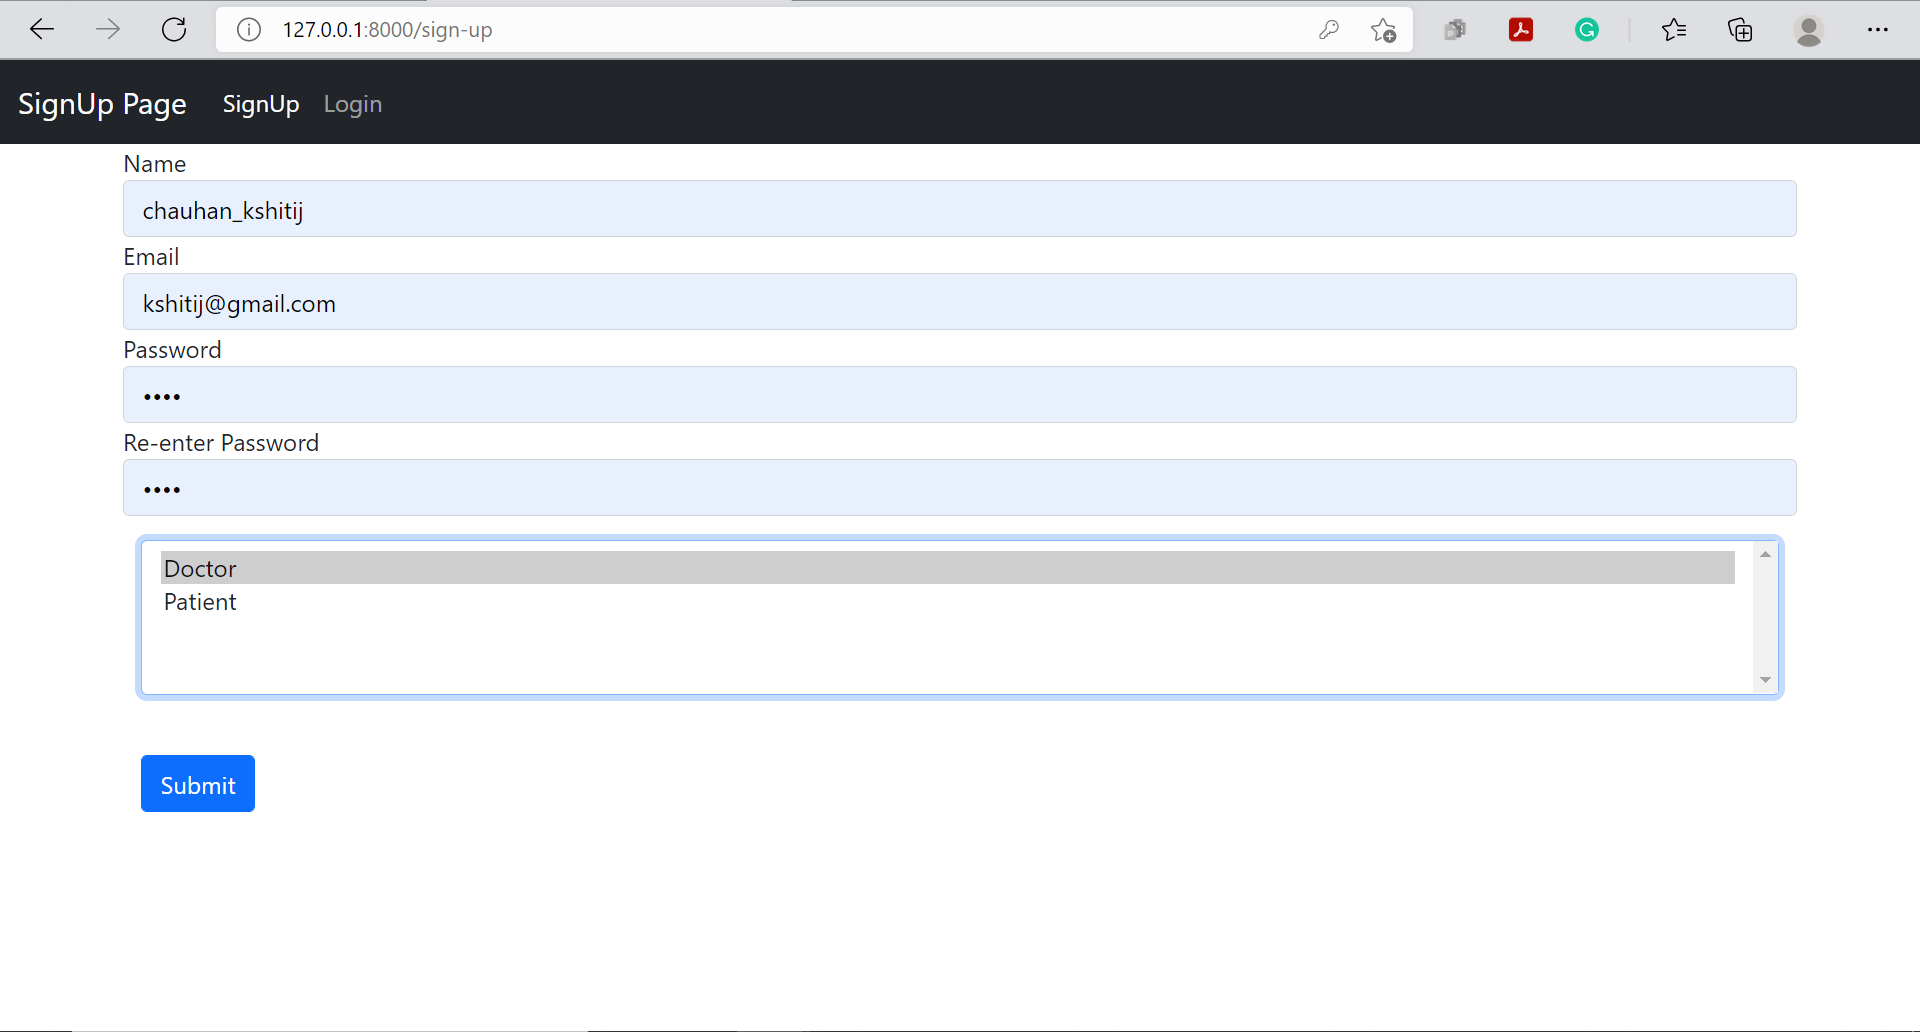 127.0.0.1:8000/sign-up
SignUp Page SignUp Login
Name
chauhan_kshitij
Email
kshitij@gmail.com
Password
••••
Re-enter Password
••••
Doctor
Patient
Submit